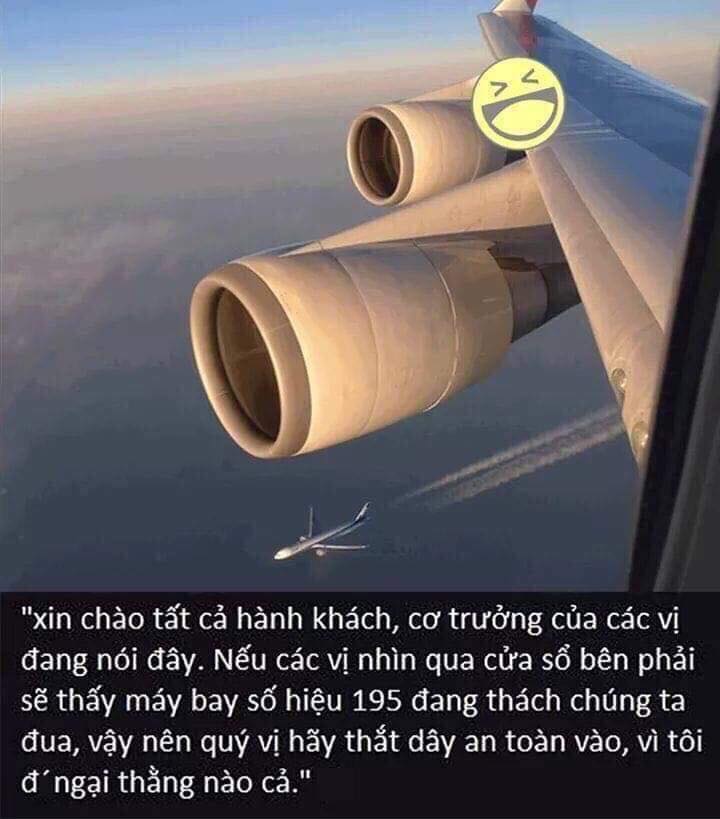 "xin chào tất cả hành khách, cơ trưởng của các vị
đang nói đây. Nếu các vị nhìn qua cửa sổ bên phải
sẽ thấy máy bay số hiệu 195 đang thách chúng ta
đua, vậy nên quý vị hãy thắt dây an toàn vào, vì tôi
đ´ngại thằng nào cả."